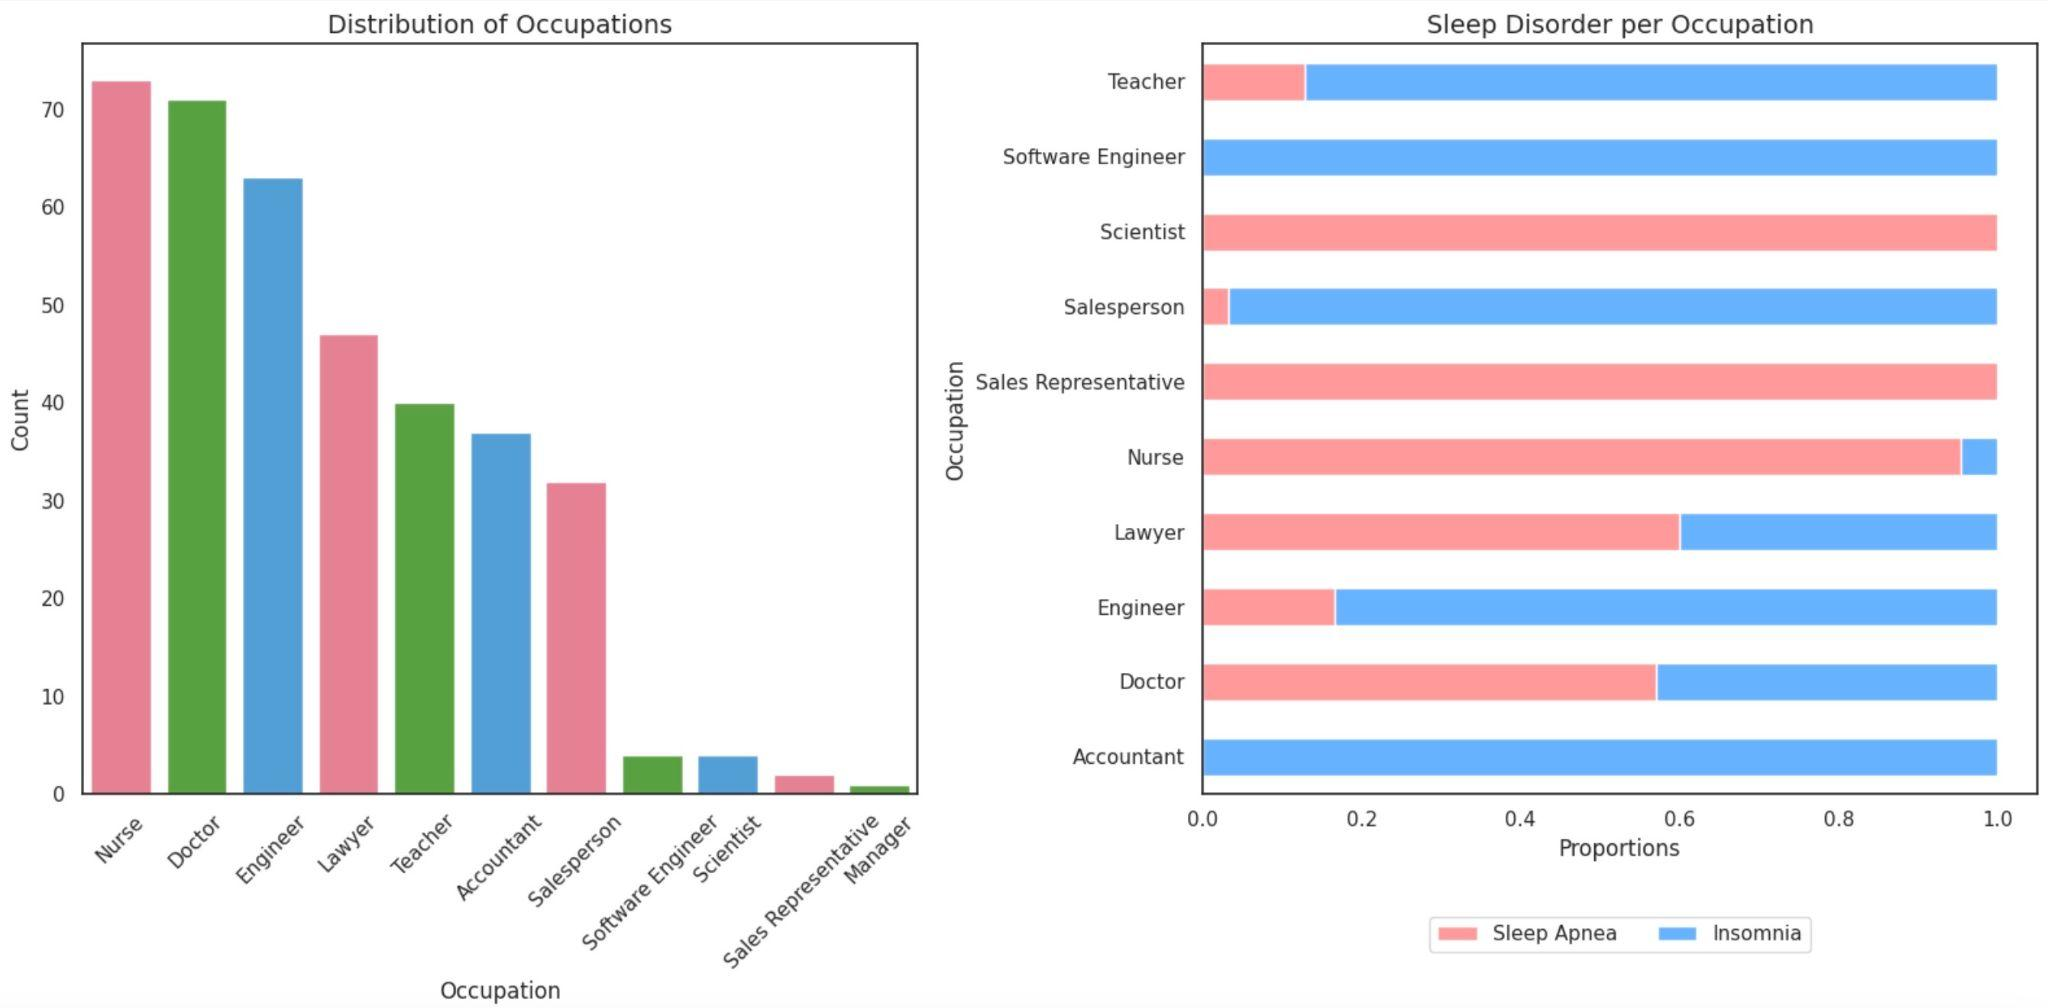 Distribution of Occupations
Count
70
60
50
40
30
20
10
0
Nurse
Doctor
Engineer
Lawyer
Teacher
Accountant
Salesperson
Software Engineer
Scientist
Sales Representative
Manager
Occupation
Sleep Disorder per Occupation
Occupation
Teacher
Software Engineer
Scientist
Salesperson
Sales Representative
Nurse
Lawyer
Engineer
Doctor
Accountant
0.0 0.2 0.4 0.6 0.8 1.0
Proportions
Sleep Apnea Insomnia